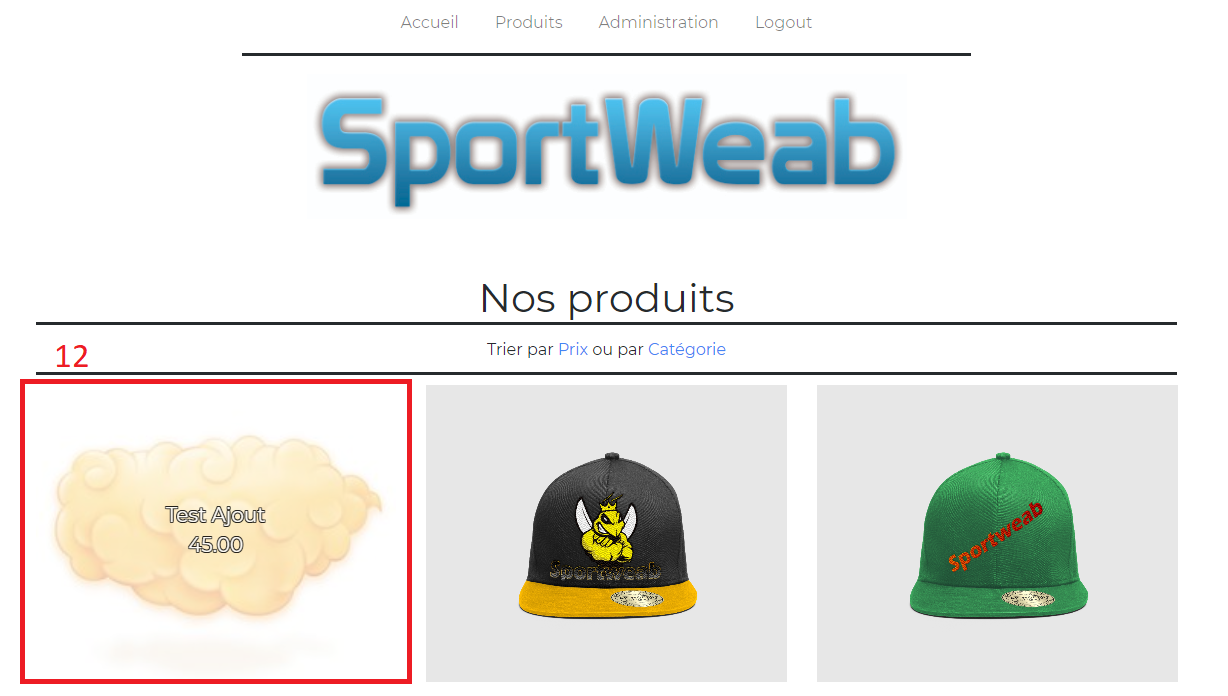 Accueil Produits Administration Logout
SportWeab
Nos produits
Trier par Prix ou par Catégorie
12
Test Ajout
45.00
Sportweab
Sportweab